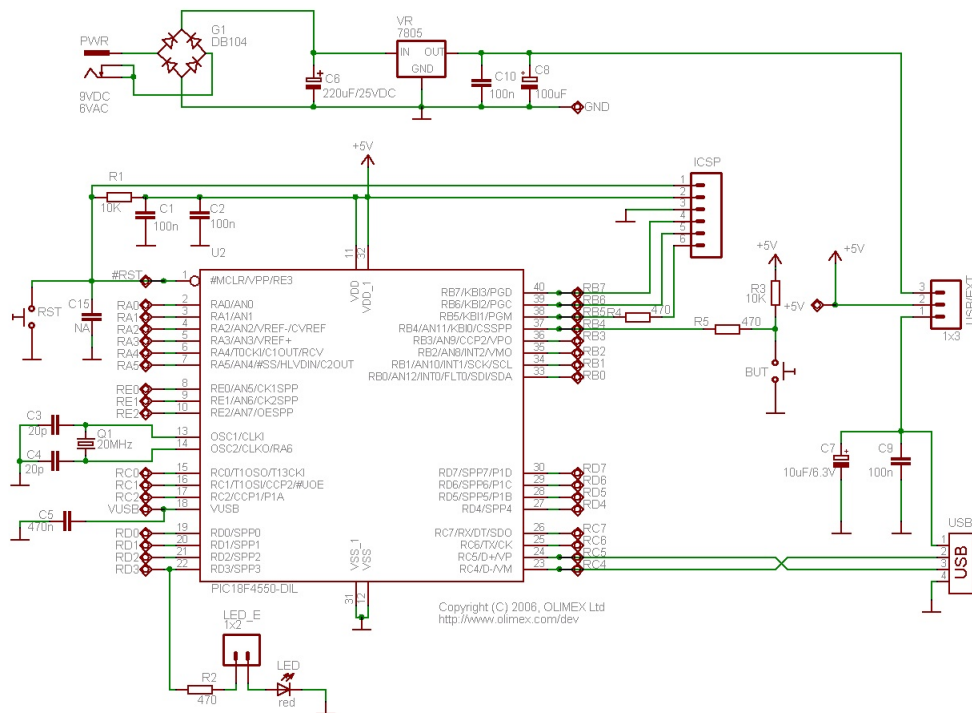 G1
DB104
PWR
9VDC
6VAC
C6
220uF/25VDC
VR
7805
IN OUT
GND
C10
100n
C8
100uF
GND
+5V
ICSP
1
2
3
4
5
6
R1
10K
C1
100n
C2
100n
U2
#RST
RST
C15
NA
1 #MCLR/VPP/RE3
11 VDD
32 VDD_1
RA0 2 RA0/AN0
RA1 3 RA1/AN1
RA2 4 RA2/AN2/VREF-/CVREF
RA3 5 RA3/AN3/VREF+
RA4 6 RA4/T0CKI/C1OUT/RCV
RA5 7 RA5/AN4/#SS/HLVDIN/C2OUT
RE0 8 RE0/AN5/CK1SPP
RE1 9 RE1/AN6/CK2SPP
RE2 10 RE2/AN7/OESPP
C3
20p
Q1
20MHz
C4
20p
13 OSC1/CLKI
14 OSC2/CLKO/RA6
RC0 15 RC0/T1OSO/T13CKI
RC1 16 RC1/T1OSI/CCP2/#UOE
RC2 17 RC2/CCP1/P1A
VUSB 18 VUSB
C5
470n
RD0 19 RD0/SPP0
RD1 20 RD1/SPP1
RD2 21 RD2/SPP2
RD3 22 RD3/SPP3
RB7/KBI3/PGD 40 RB7
RB6/KBI2/PGC 39 RB6
RB5/KBI1/PGM 38 RB5
RB4/AN11/KBI0/CSSPP 37 RB4
RB3/AN9/CCP2/VPO 36 RB3
RB2/AN8/INT2/VMO 35 RB2
RB1/AN10/INT1/SCK/SCL 34 RB1
RB0/AN12/INT0/FLT0/SDI/SDA 33 RB0
R4 470
R5 470
+5V
R3
10K
+5V
+5V
BUT
3
2
1
USB/EXT
1x3
RD7/SPP7/P1D 30 RD7
RD6/SPP6/P1C 29 RD6
RD5/SPP5/P1B 28 RD5
RD4/SPP4 27 RD4
RC7/RX/DT/SDO 26 RC7
RC6/TX/CK 25 RC6
RC5/D+/VP 24 RC5
RC4/D-/VM 23 RC4
C7
10uF/6.3V
C9
100n
USB
1
2
3
4
USB
VSS_1 31
VSS 12
PIC18F4550-DIL
Copyright (C) 2006, OLIMEX Ltd
http://www.olimex.com/dev
LED_E
1x2
R2
470
LED
red